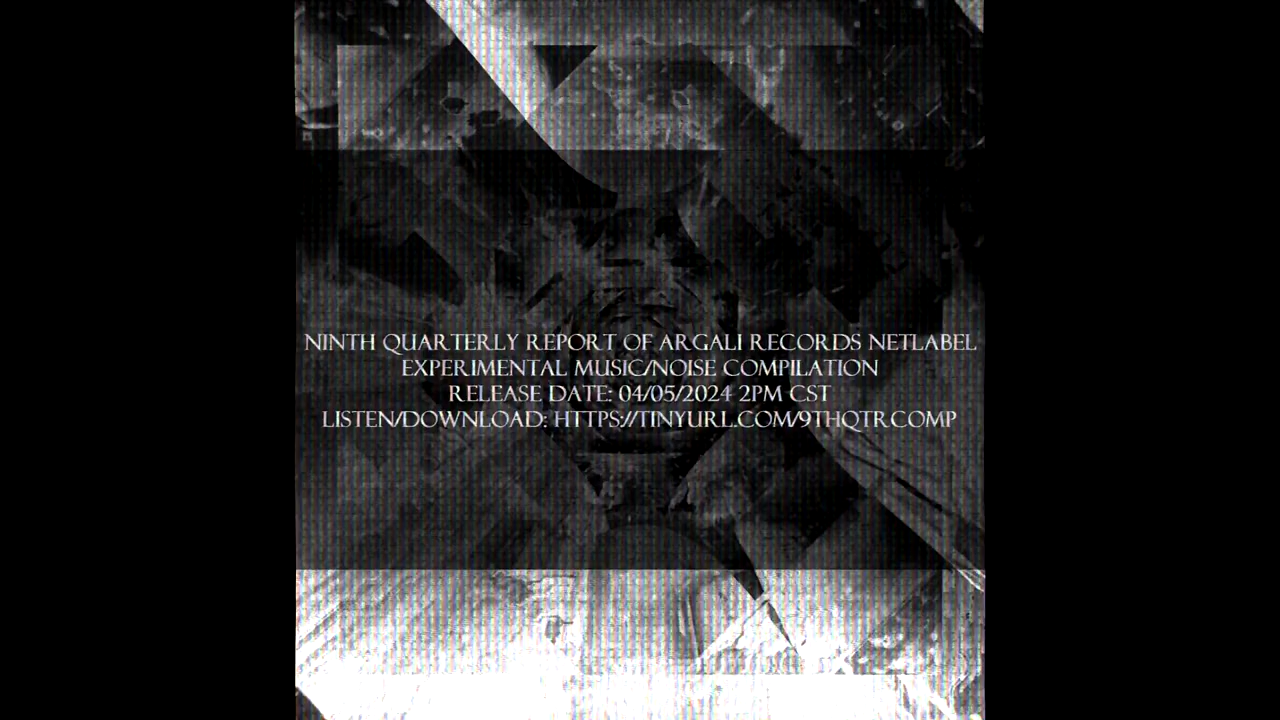 NINTH QUARTERLY REPORT OF ARGALI RECORDS NETLABEL
EXPERIMENTAL MUSIC/NOISE COMPILATION
RELEASE DATE: 04/05/2024 2PM CST
LISTEN/DOWNLOAD: HTTPS://TINYURL.COM/9THQTRCOMP